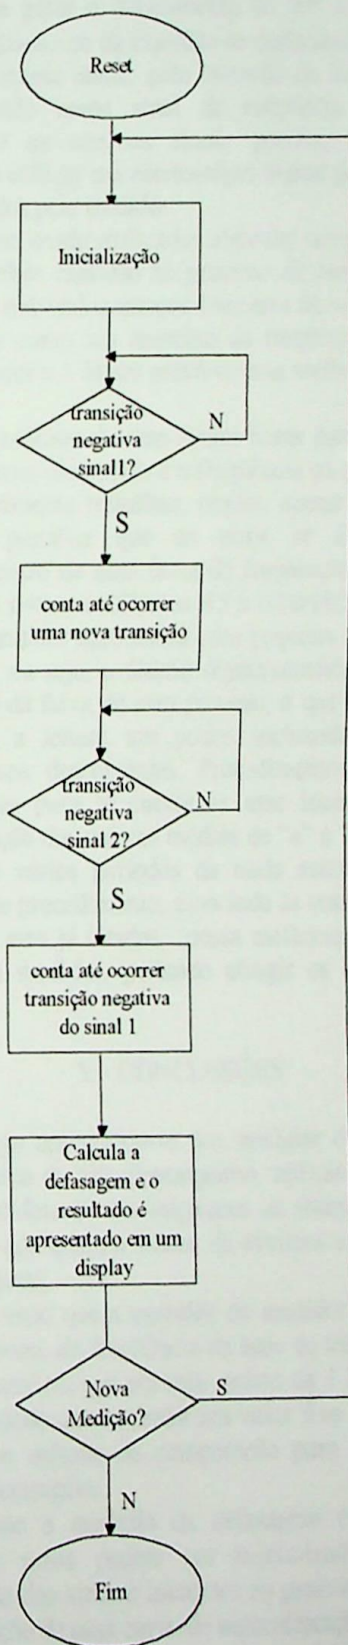 Reset
Inicialização
transição
negativa
sinal1?
N
S
conta até ocorrer
uma nova transição
transição
negativa
sinal 2?
N
S
conta até ocorrer
transição negativa
do sinal 1
Calcula a
defasagem e o
resultado é
apresentado em um
display
Nova
Medição?
S
N
Fim